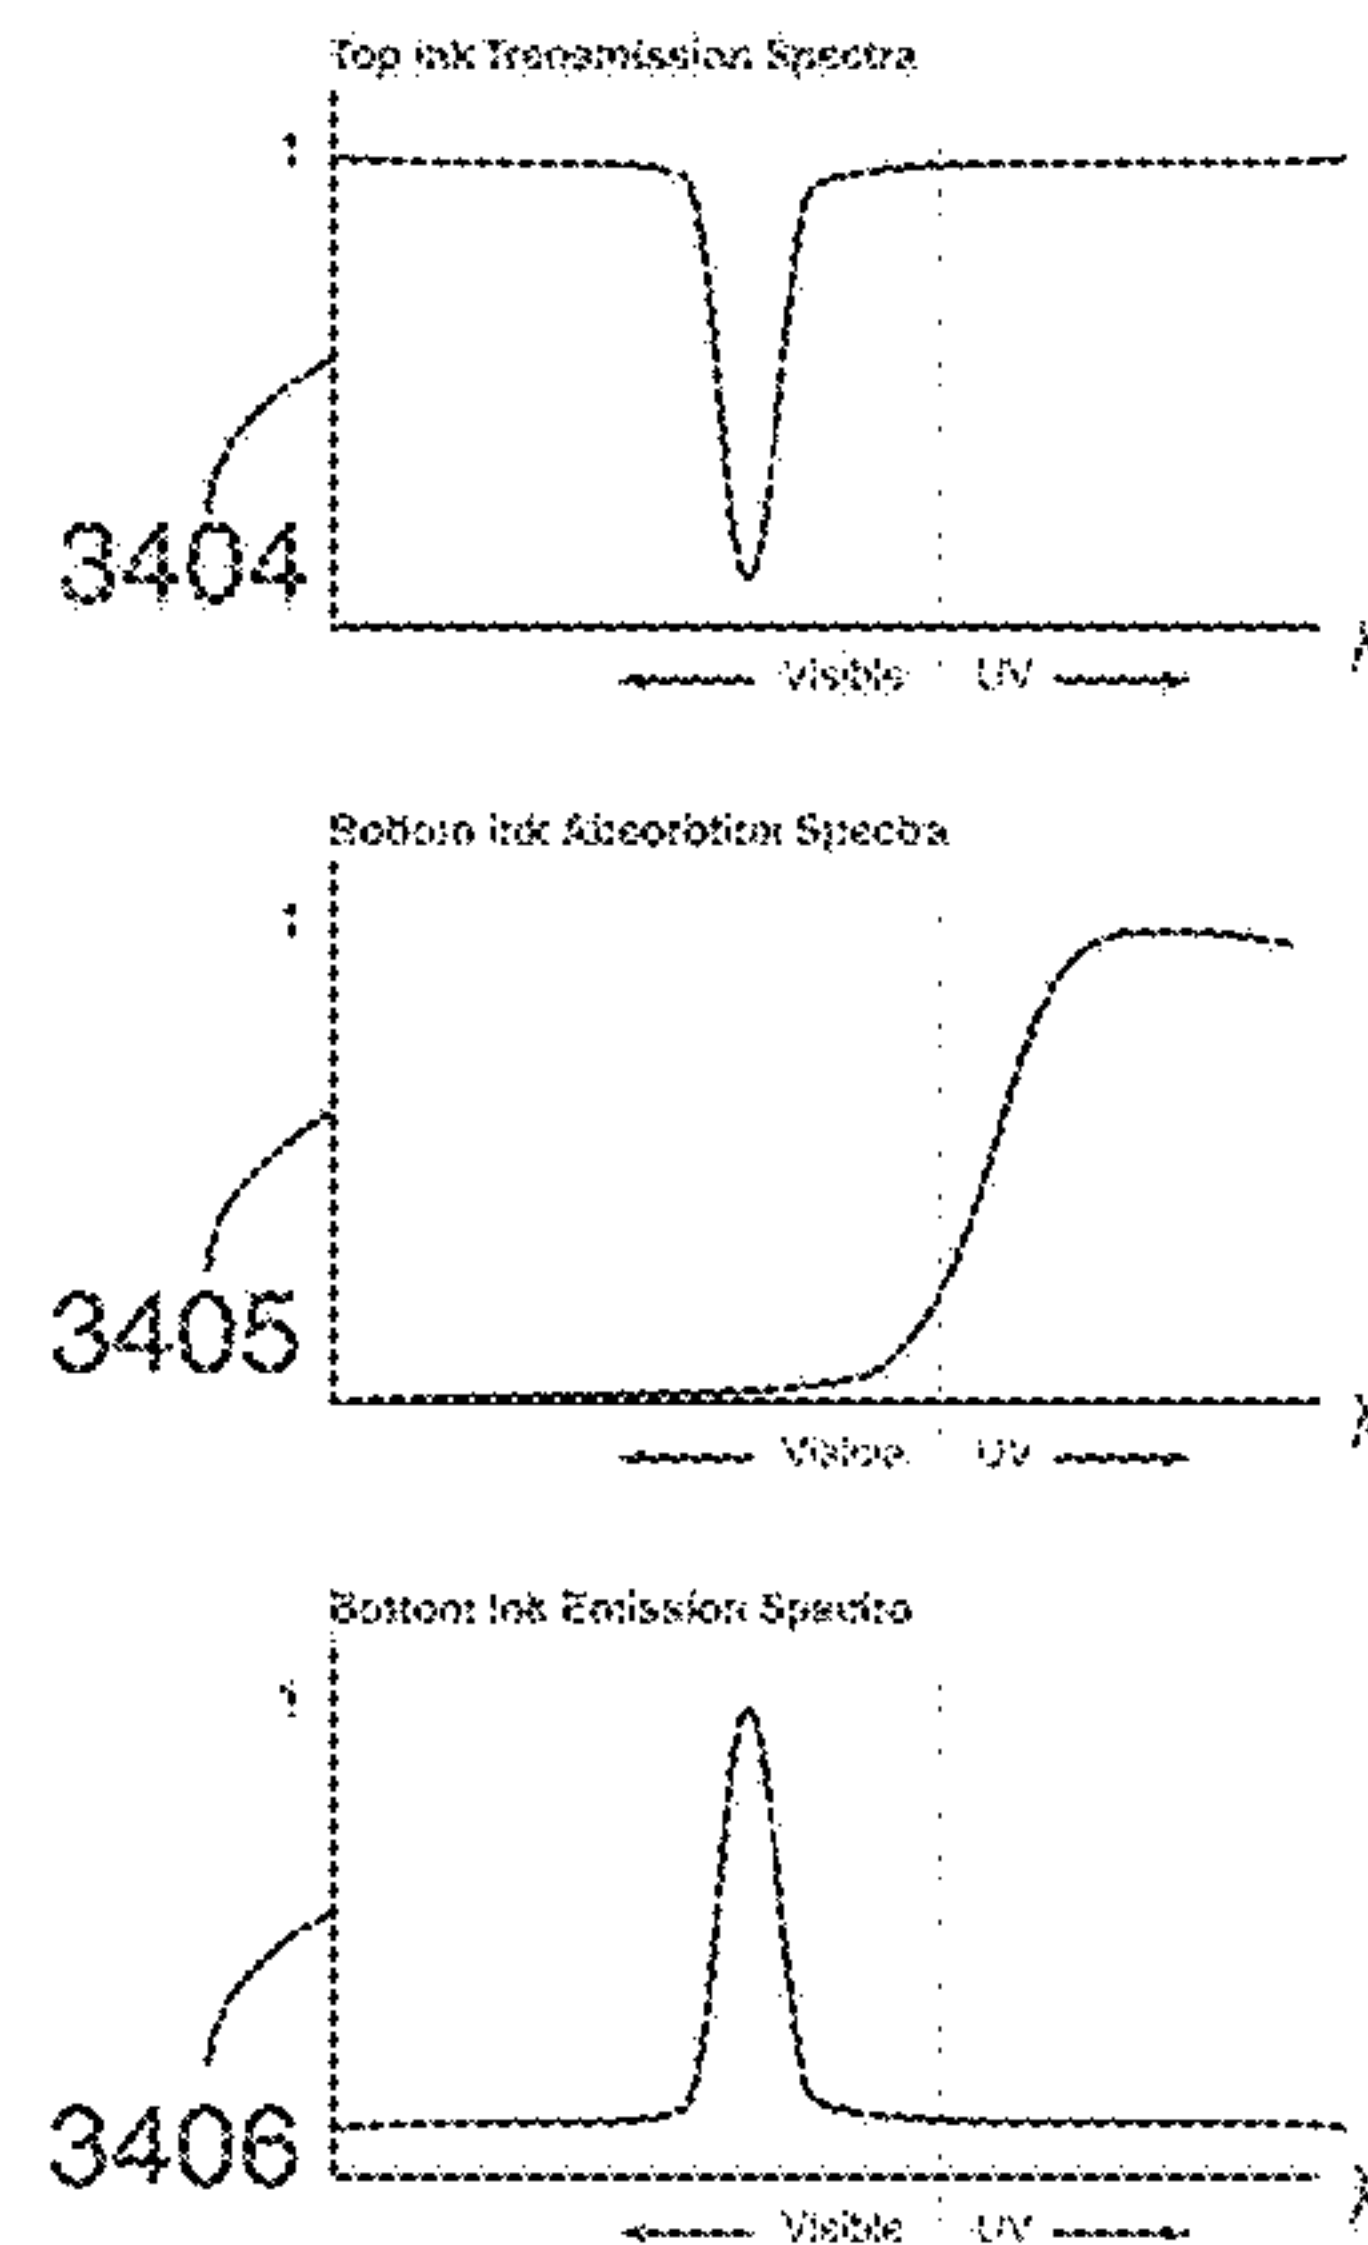 Top Ink Transmission Spectra
1
3404
λ
Visible UV
Bottom Ink Absorption Spectra
1
3405
λ
Visible UV
Bottom Ink Emission Spectra
1
3406
λ
Visible UV